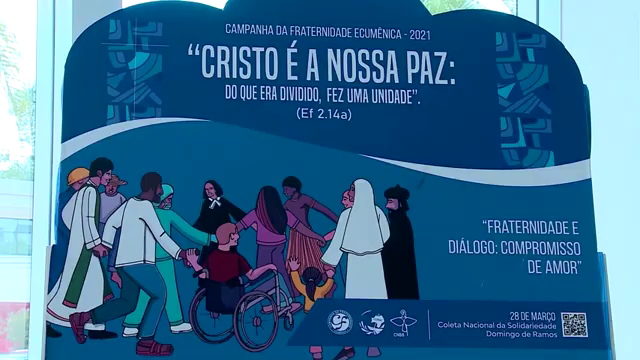 CAMPANHA DA FRATERNIDADE ECUMÊNICA - 2021
“CRISTO É A NOSSA PAZ:
DO QUE ERA DIVIDIDO, FEZ UMA UNIDADE”.
(Ef 2.14a)
“FRATERNIDADE E
DIÁLOGO: COMPROMISSO
DE AMOR”
28 DE MARÇO
Coleta Nacional da Solidariedade
Domingo de Ramos
CNBB